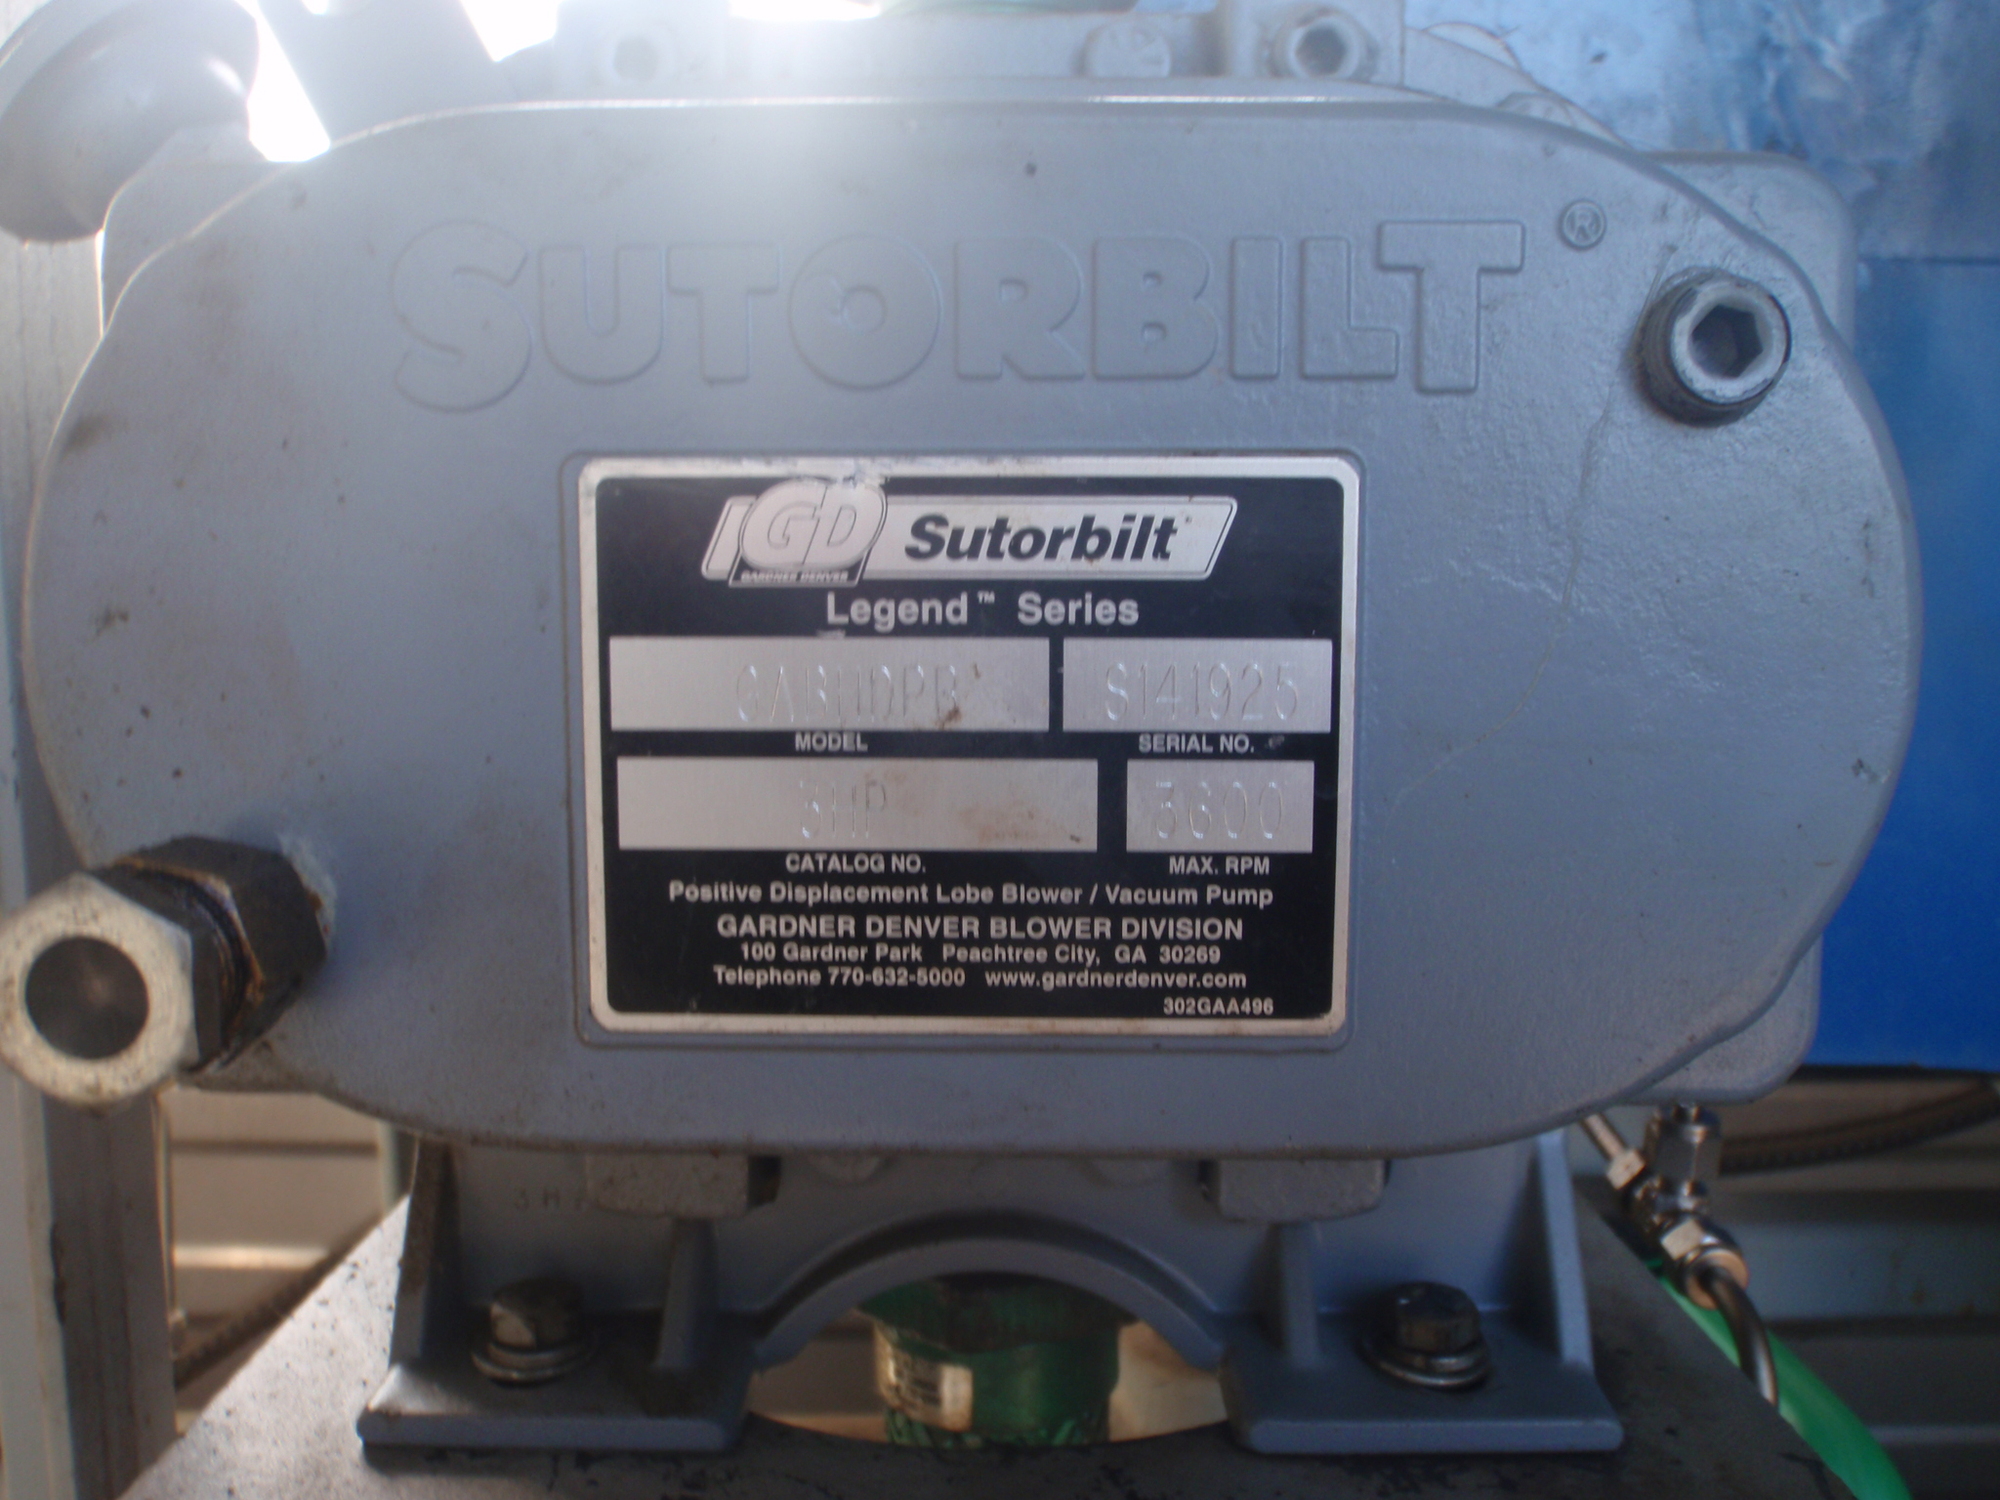 SUTORBILT®
GD Sutorbilt
GARDNER DENVER
Legend™ Series
GABHDPB S141925
MODEL SERIAL NO.
3HP 3600
CATALOG NO. MAX. RPM
Positive Displacement Lobe Blower / Vacuum Pump
GARDNER DENVER BLOWER DIVISION
100 Gardner Park Peachtree City, GA 30269
Telephone 770-632-5000 www.gardnerdenver.com
302GAA496